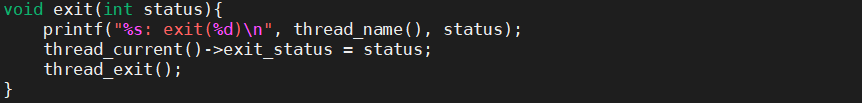 void exit(int status){
    printf("%s: exit(%d)\n", thread_name(), status);
    thread_current()->exit_status = status;
    thread_exit();
}